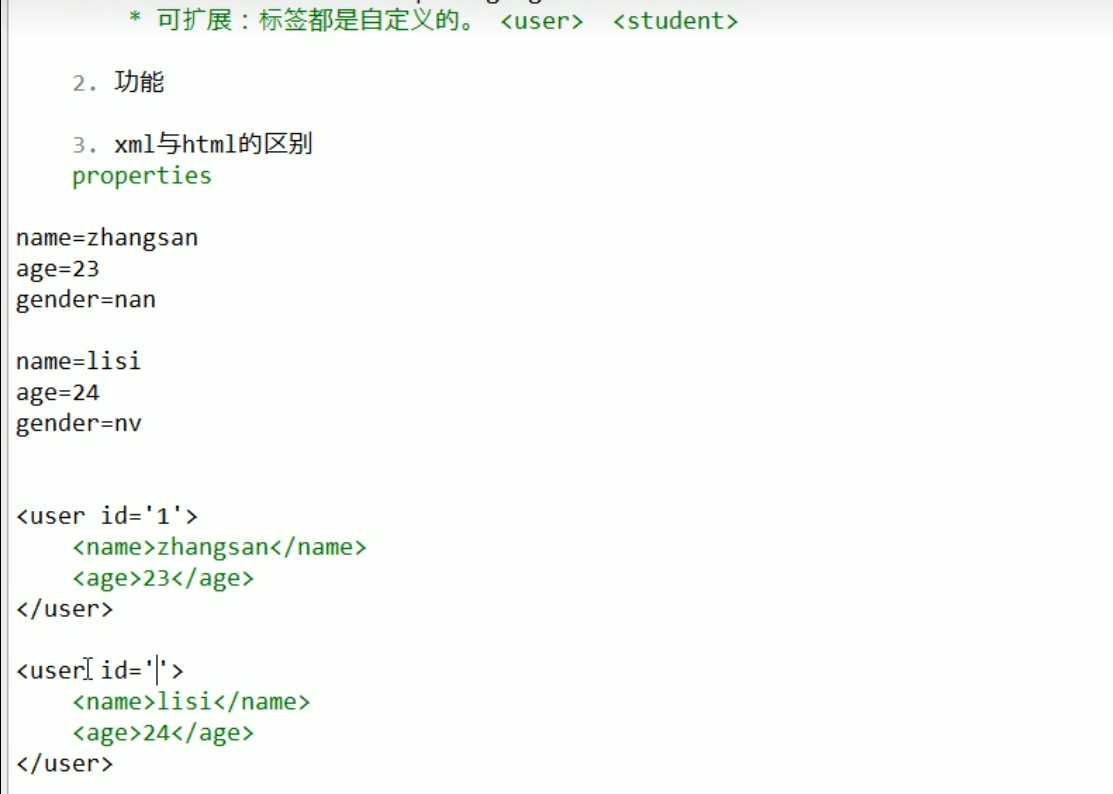 * 可扩展：标签都是自定义的。 <user> <student>
2. 功能
3. xml与html的区别
properties
name=zhangsan
age=23
gender=nan
name=lisi
age=24
gender=nv
<user id='1'>
<name>zhangsan</name>
<age>23</age>
</user>
<user id=''>
<name>lisi</name>
<age>24</age>
</user>